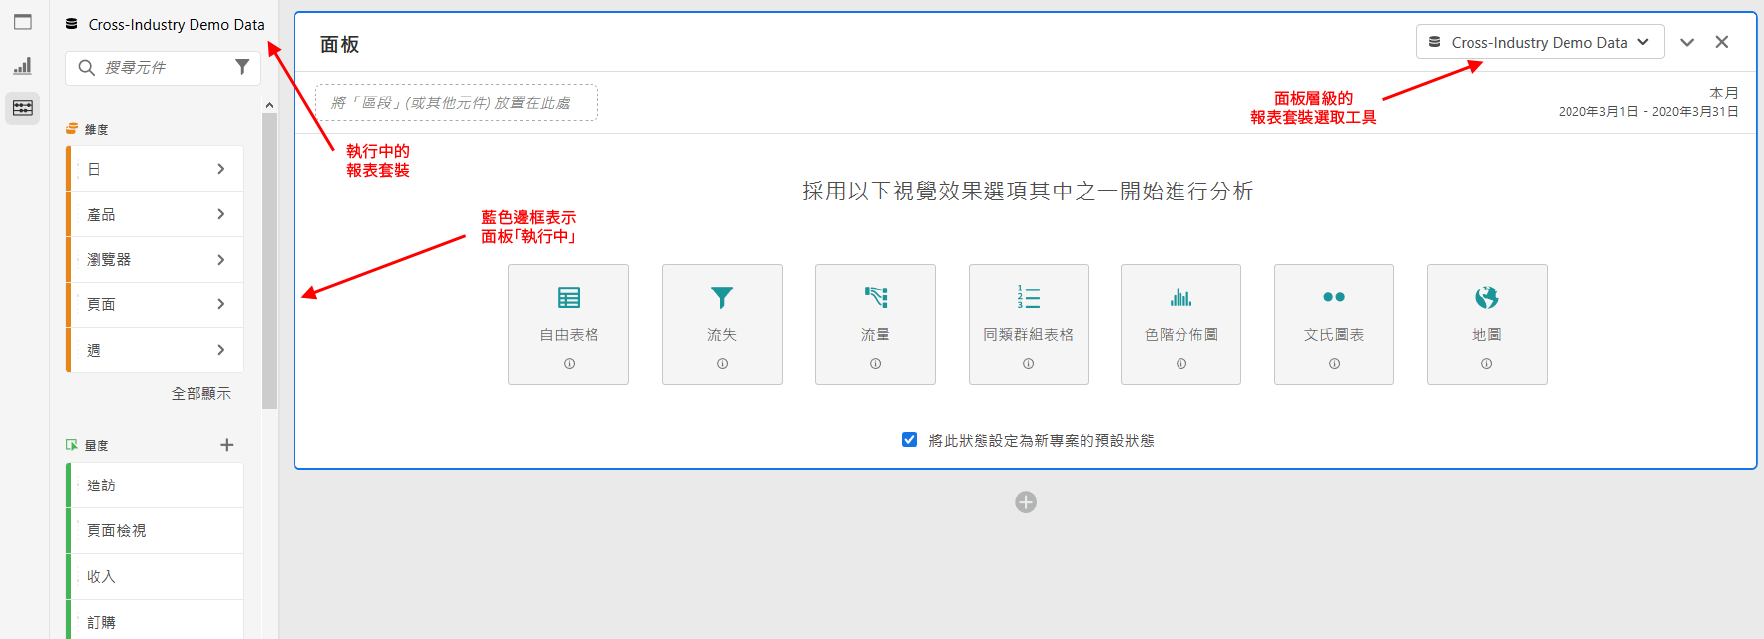 Cross-Industry Demo Data
搜尋元件
維度
日
產品
瀏覽器
頁面
週
全部顯示
量度
造訪
頁面檢視
收入
訂購
執行中的
報表套裝
藍色邊框表示
面板「執行中」
面板
Cross-Industry Demo Data
將「區段」(或其他元件) 放置在此處
面板層級的
報表套裝選取工具
本月
2020年3月1日 - 2020年3月31日
採用以下視覺效果選項其中之一開始進行分析
自由表格
流失
流量
同類群組表格
色階分佈圖
文氏圖表
地圖
將此狀態設定為新專案的預設狀態